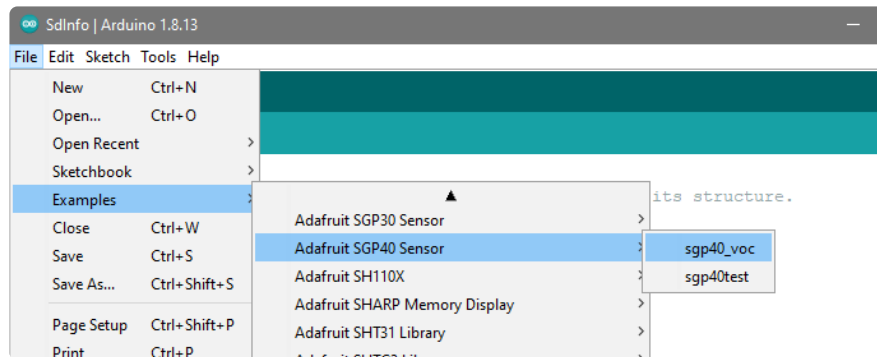 SdInfo | Arduino 1.8.13
File Edit Sketch Tools Help
New Ctrl+N
Open... Ctrl+O
Open Recent
Sketchbook
Examples
Close Ctrl+W
Save Ctrl+S
Save As... Ctrl+Shift+S
Page Setup Ctrl+Shift+P
Print Ctrl+P
its structure.
Adafruit SGP30 Sensor
Adafruit SGP40 Sensor
Adafruit SH110X
Adafruit SHARP Memory Display
Adafruit SHT31 Library
sgp40_voc
sgp40test